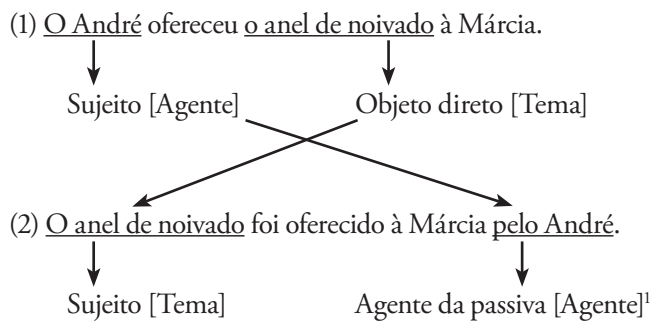 (1) O André ofereceu o anel de noivado à Márcia.
Sujeito [Agente] Objeto direto [Tema]
(2) O anel de noivado foi oferecido à Márcia pelo André.
Sujeito [Tema] Agente da passiva [Agente]¹